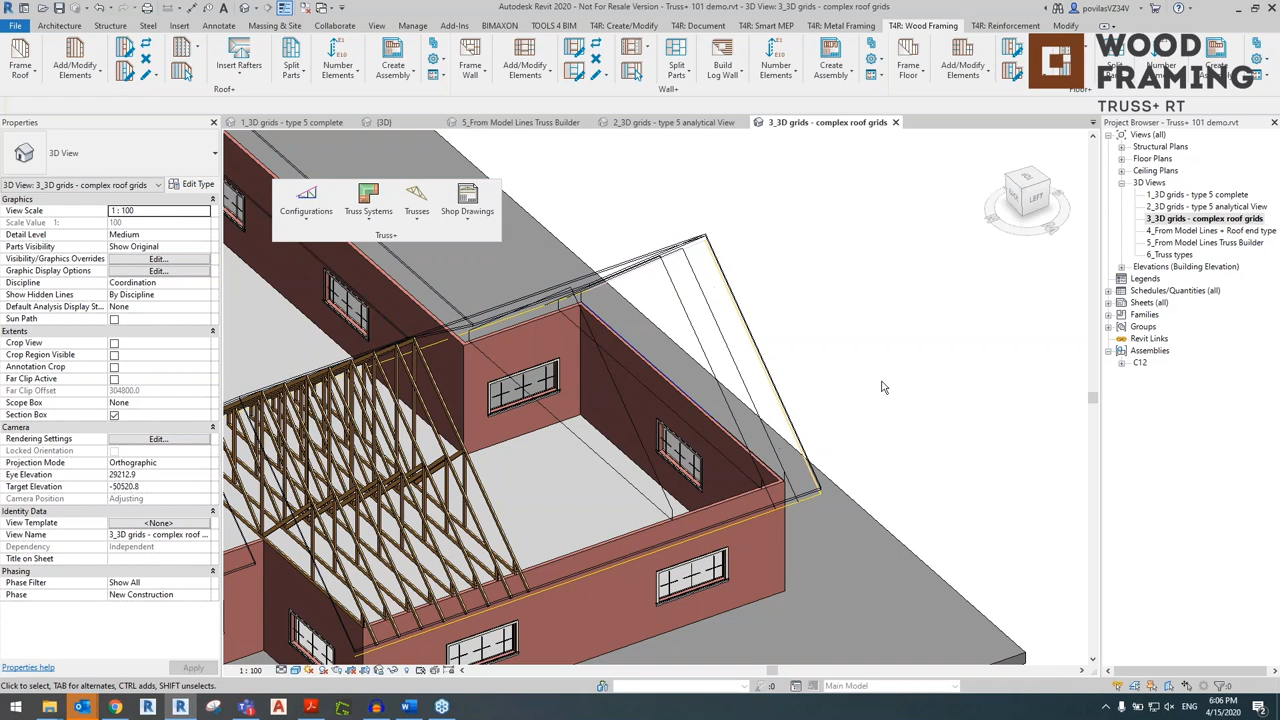 Autodesk Revit 2020 - Not For Resale Version - Truss+ 101 demo.rvt - 3D View: 3_3D grids - complex roof grids
povilasVZ34V
File
Architecture
Structure
Steel
Systems
Insert
Annotate
Analyze
Massing & Site
Collaborate
View
Manage
Add-Ins
BIMAXON
TOOLS 4 BIM
T4R: Create/Modify
T4R: Document
T4R: Smart MEP
T4R: Metal Framing
T4R: Wood Framing
T4R: Reinforcement
Modify
Frame Roof
Add/Modify Elements
Insert Rafters
Split Parts
Number Elements
Create Assembly
Frame Wall
Add/Modify Elements
Split Parts
Build Log Wall
Number Elements
Create Assembly
Frame Floor
Add/Modify Elements
Roof+
Wall+
WOOD
FRAMING
TRUSS+ RT
Properties
1_3D grids - type 5 complete
{3D}
5_From Model Lines Truss Builder
2_3D grids - type 5 analytical View
3_3D grids - complex roof grids
Project Browser - Truss+ 101 demo.rvt
3D View
3D View: 3_3D grids - complex roof grids
Edit Type
Graphics
View Scale 1 : 100
Scale Value 1: 100
Detail Level Medium
Parts Visibility Show Original
Visibility/Graphics Overrides Edit...
Graphic Display Options Edit...
Discipline Coordination
Show Hidden Lines By Discipline
Default Analysis Display St... None
Sun Path
Extents
Crop View
Crop Region Visible
Annotation Crop
Far Clip Active
Far Clip Offset 304800.0
Scope Box None
Section Box
Camera
Rendering Settings Edit...
Locked Orientation
Projection Mode Orthographic
Eye Elevation 29212.9
Target Elevation -50520.8
Camera Position Adjusting
Identity Data
View Template <None>
View Name 3_3D grids - complex roof ...
Dependency Independent
Title on Sheet
Phasing
Phase Filter Show All
Phase New Construction
Properties help
Apply
Configurations
Truss Systems
Trusses
Shop Drawings
Truss+
LEFT
Views (all)
Structural Plans
Floor Plans
Ceiling Plans
3D Views
1_3D grids - type 5 complete
2_3D grids - type 5 analytical View
3_3D grids - complex roof grids
4_From Model Lines + Roof end type
5_From Model Lines Truss Builder
6_Truss types
Elevations (Building Elevation)
Legends
Schedules/Quantities (all)
Sheets (all)
Families
Groups
Revit Links
Assemblies
C12
1 : 100
Click to select, TAB for alternates, CTRL adds, SHIFT unselects.
:0
Main Model
:0
ENG
6:06 PM
4/15/2020